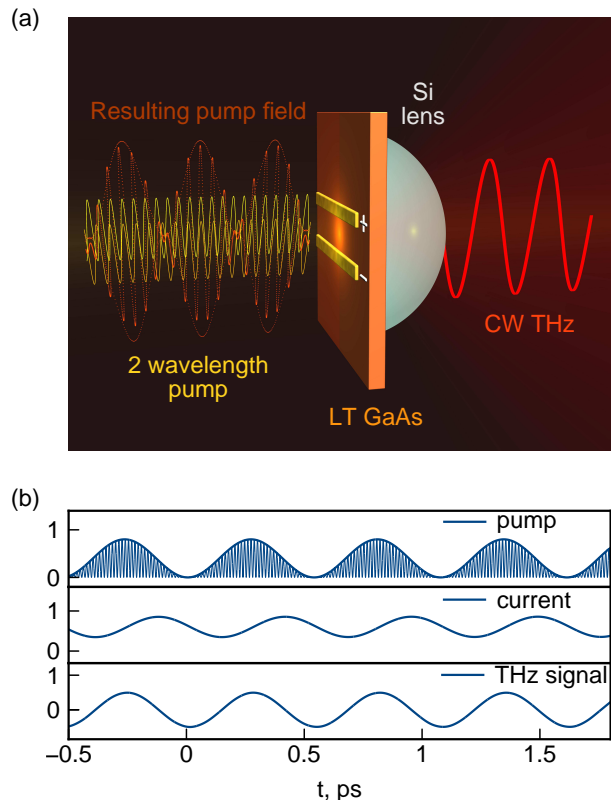 (a)
Si
lens
Resulting pump field
2 wavelength
pump
CW THz
LT GaAs
(b)
1
0
pump
1
0
current
1
0
THz signal
–0.5
0
0.5
1
1.5
t, ps